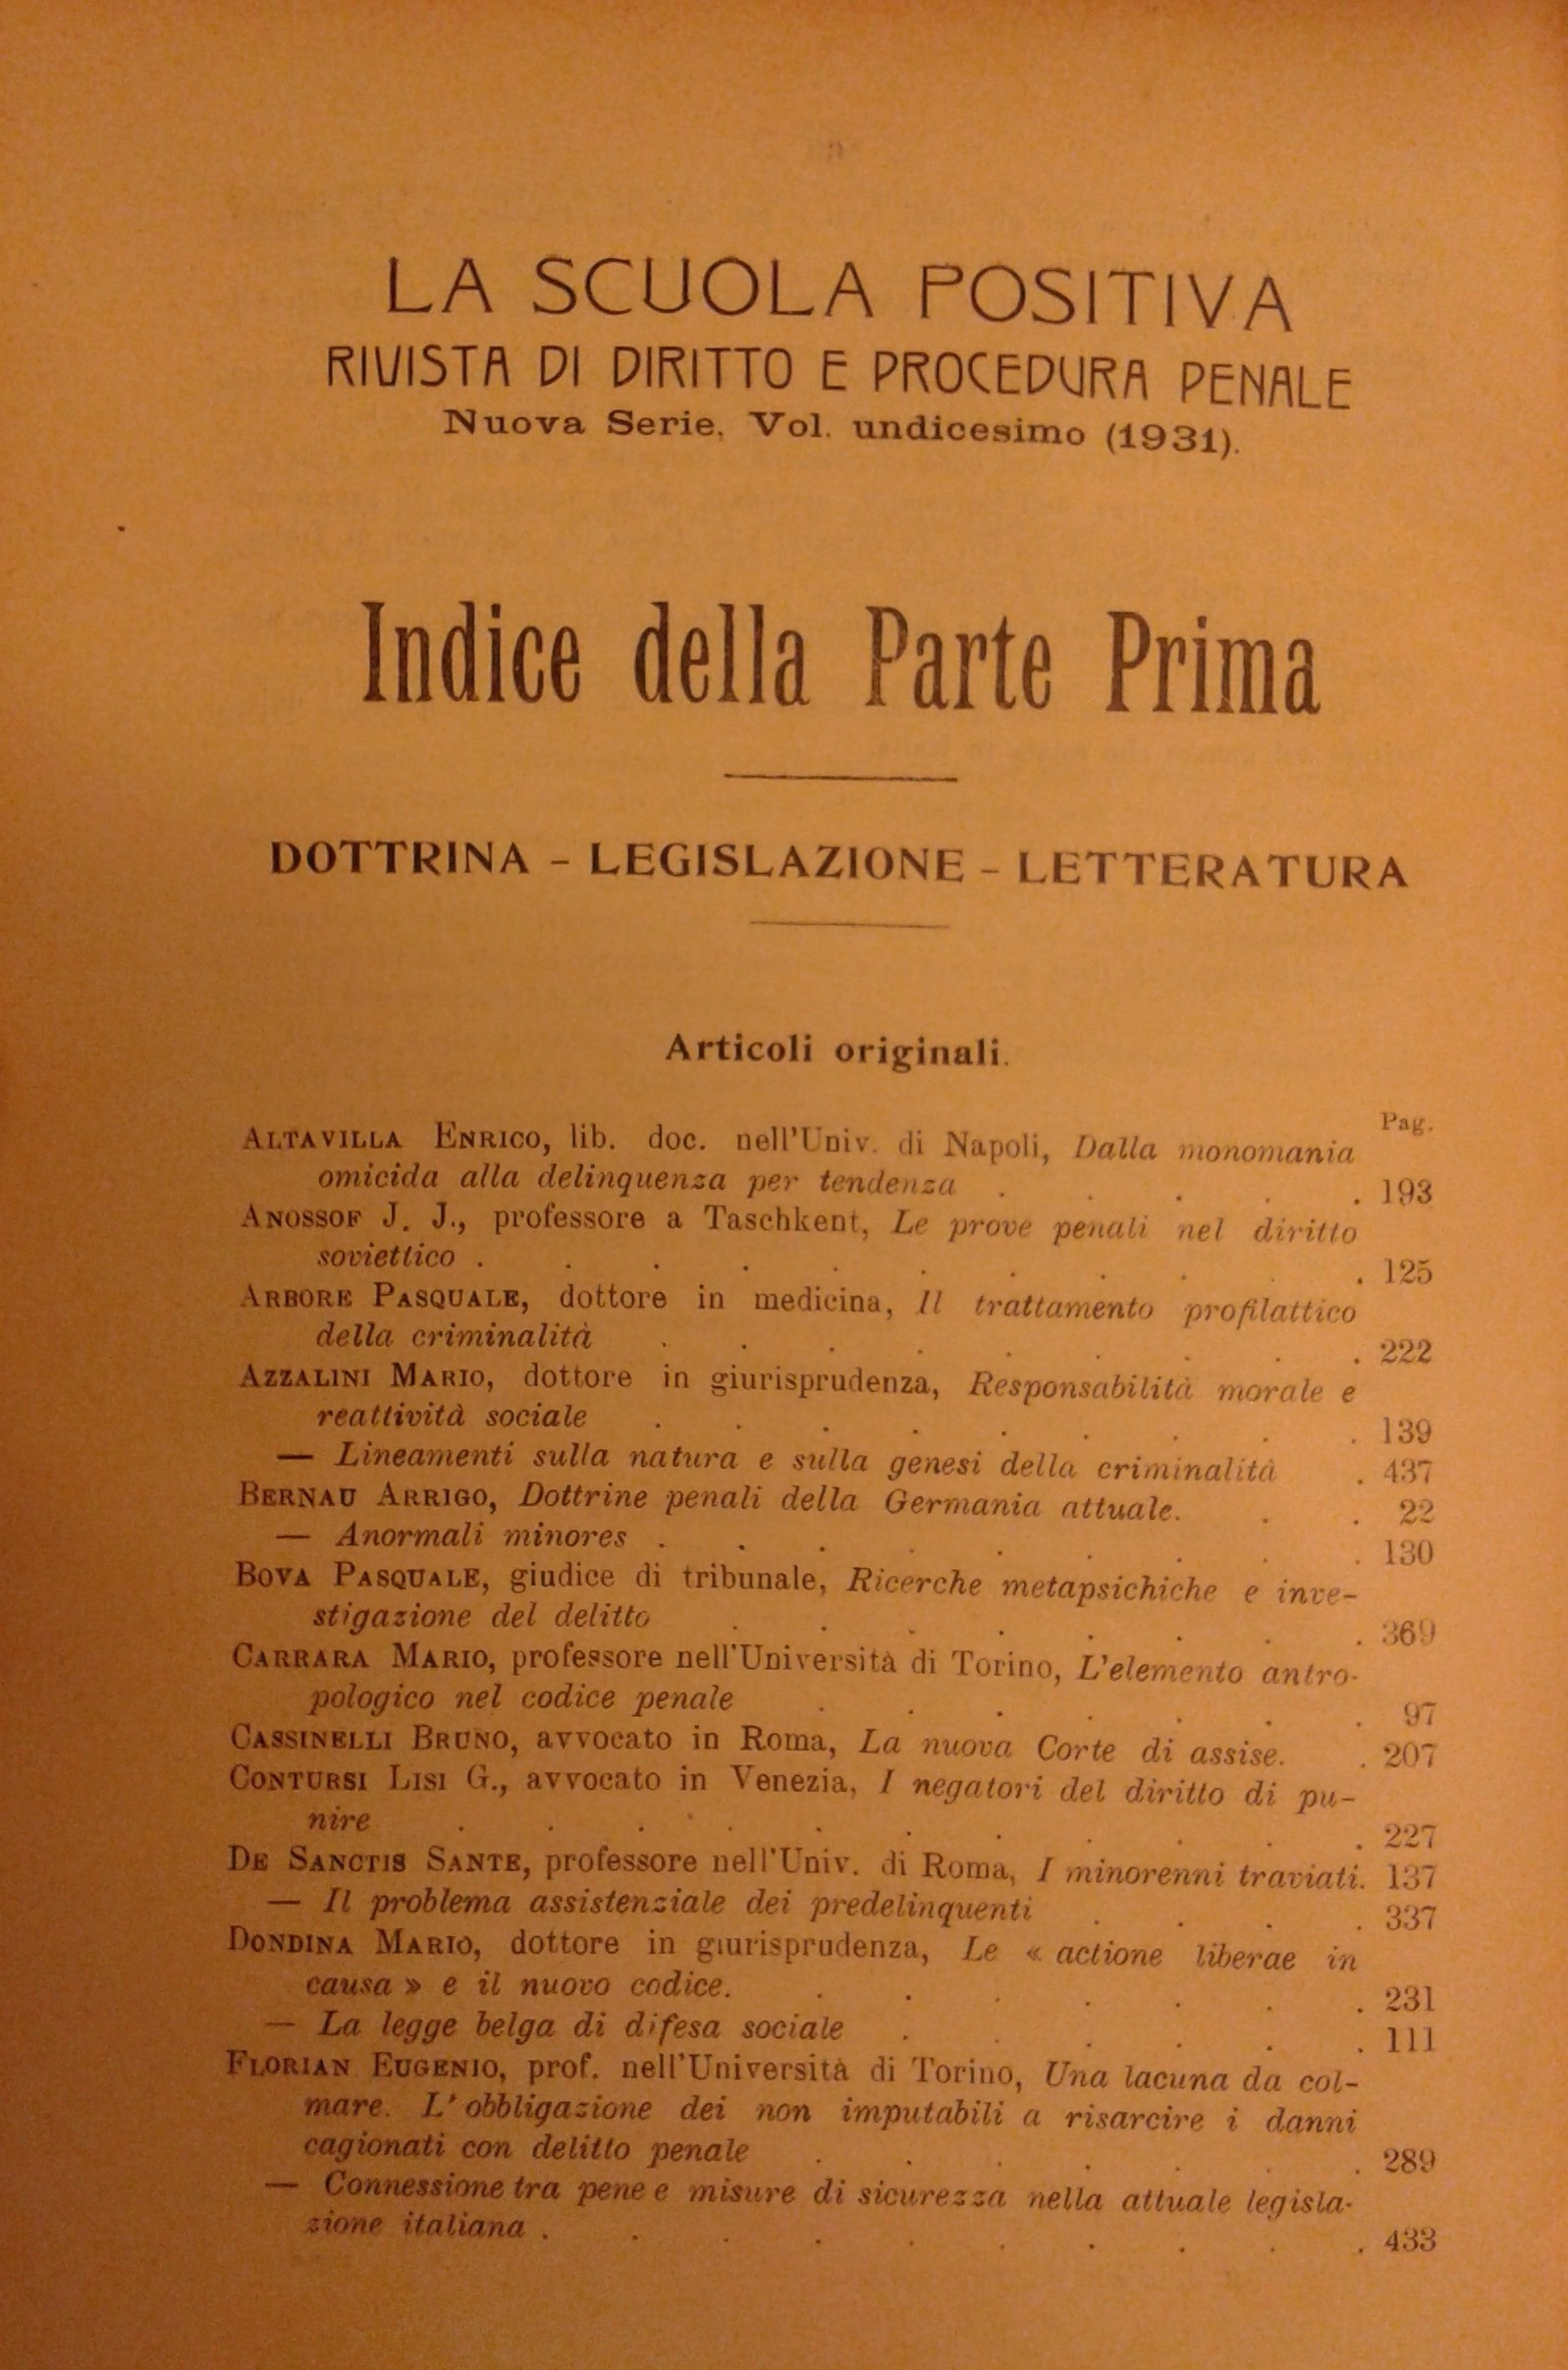 LA SCUOLA POSITIVA
RIVISTA DI DIRITTO E PROCEDURA PENALE
Nuova Serie, Vol. undicesimo (1931).
Indice della Parte Prima
DOTTRINA - LEGISLAZIONE - LETTERATURA
Articoli originali.
Pag.
ALTAVILLA ENRICO, lib. doc. nell'Univ. di Napoli, Dalla monomania
omicida alla delinquenza per tendenza . . . . . 193
ANOSSOF J. J., professore a Taschkent, Le prove penali nel diritto
soviettico . . . . . . . . . . 125
ARBORE PASQUALE, dottore in medicina, Il trattamento profilattico
della criminalità . . . . . . . . . 222
AZZALINI MARIO, dottore in giurisprudenza, Responsabilità morale e
reattività sociale . . . . . . . . . 139
— Lineamenti sulla natura e sulla genesi della criminalità . 437
BERNAU ARRIGO, Dottrine penali della Germania attuale. . . 22
— Anormali minores . . . . . . . . . 130
BOVA PASQUALE, giudice di tribunale, Ricerche metapsichiche e inve-
stigazione del delitto . . . . . . . . 369
CARRARA MARIO, professore nell'Università di Torino, L'elemento antro-
pologico nel codice penale . . . . . . . 97
CASSINELLI BRUNO, avvocato in Roma, La nuova Corte di assise. . 207
CONTURSI LISI G., avvocato in Venezia, I negatori del diritto di pu-
nire . . . . . . . . . . . 227
DE SANCTIS SANTE, professore nell'Univ. di Roma, I minorenni traviati. 137
— Il problema assistenziale dei predelinquenti . . . . 337
DONDINA MARIO, dottore in giurisprudenza, Le « actione liberae in
causa » e il nuovo codice. . . . . . . . 231
— La legge belga di difesa sociale . . . . . . 111
FLORIAN EUGENIO, prof. nell'Università di Torino, Una lacuna da col-
mare. L'obbligazione dei non imputabili a risarcire i danni
cagionati con delitto penale . . . . . . . 289
— Connessione tra pene e misure di sicurezza nella attuale legisla-
zione italiana . . . . . . . . . . 433